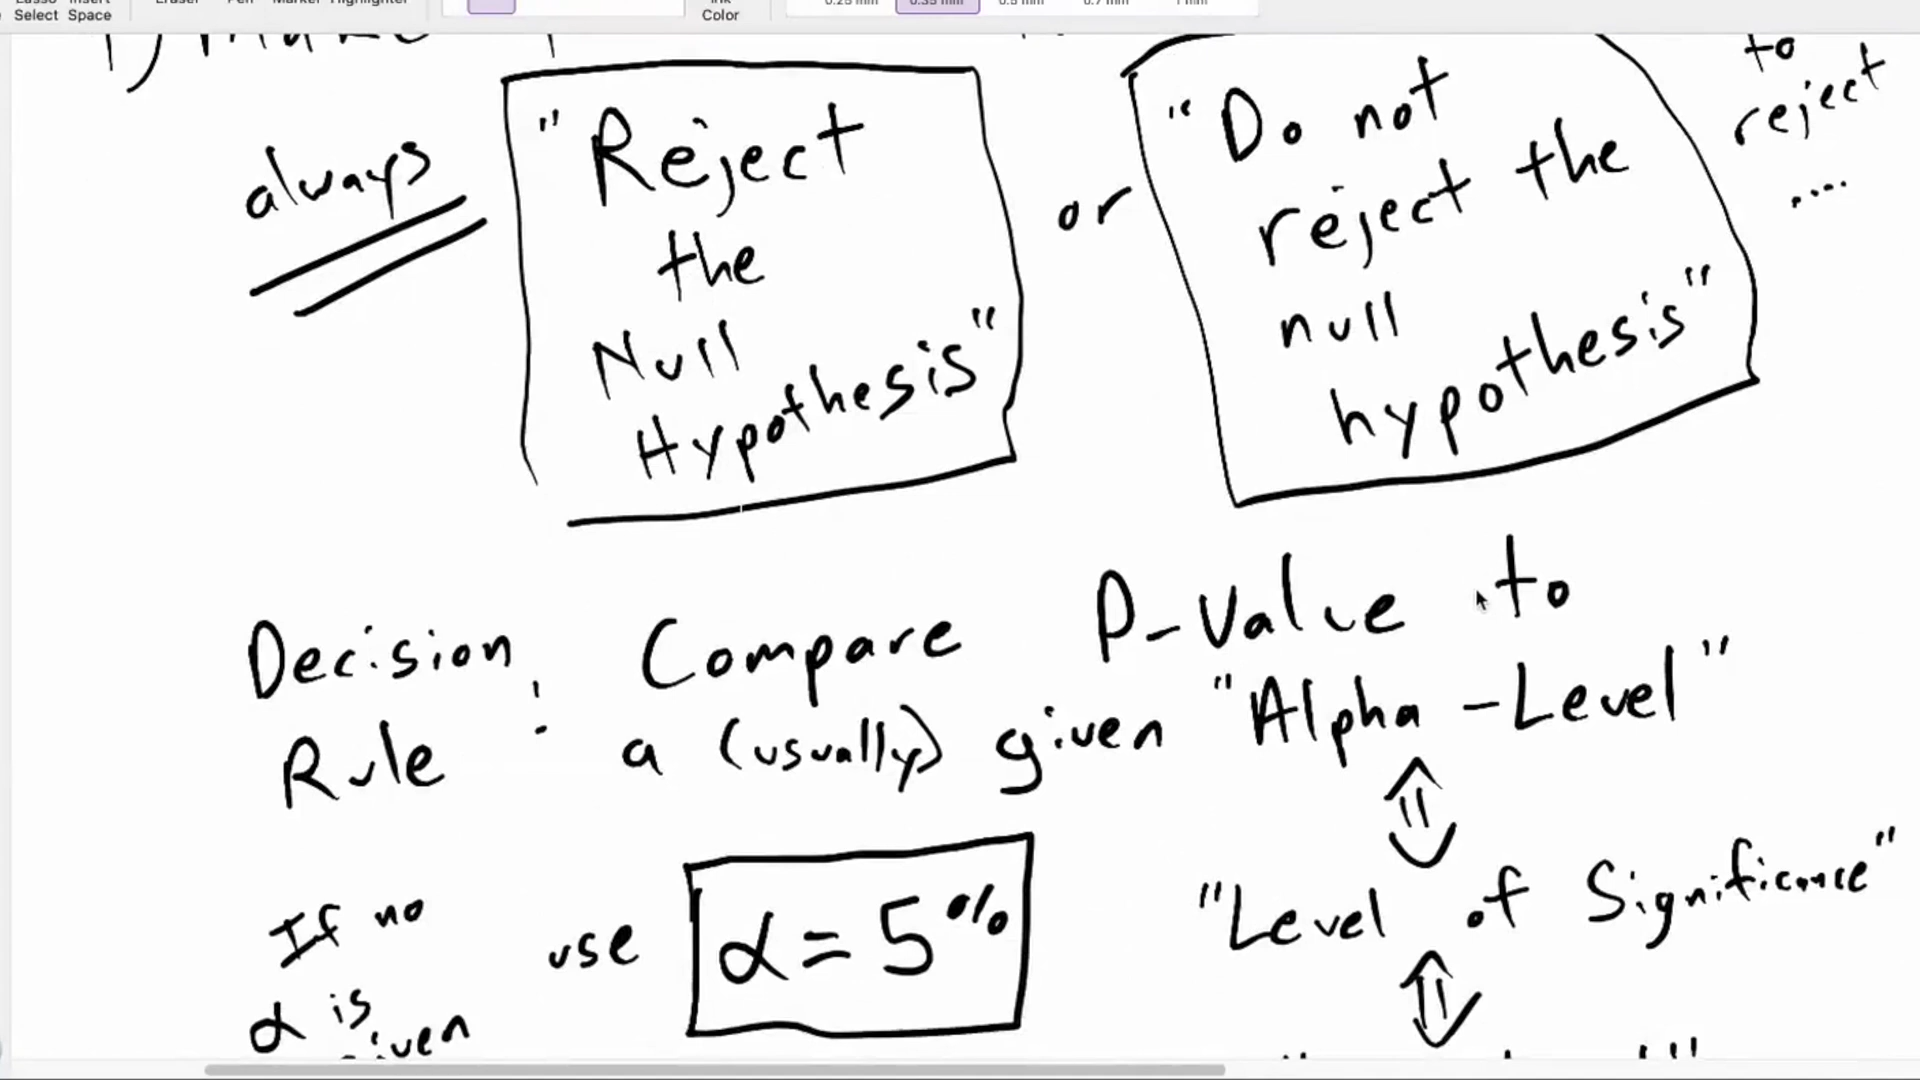 Select Space
Color
always
"Reject
the
Null
Hypothesis"
or
"Do not
reject the
null
hypothesis"
to
reject
....
Decision
Rule :
Compare P-Value to
a (usually) given "Alpha-Level"
"Level of Significance"
If no
α is
given
use
α = 5%